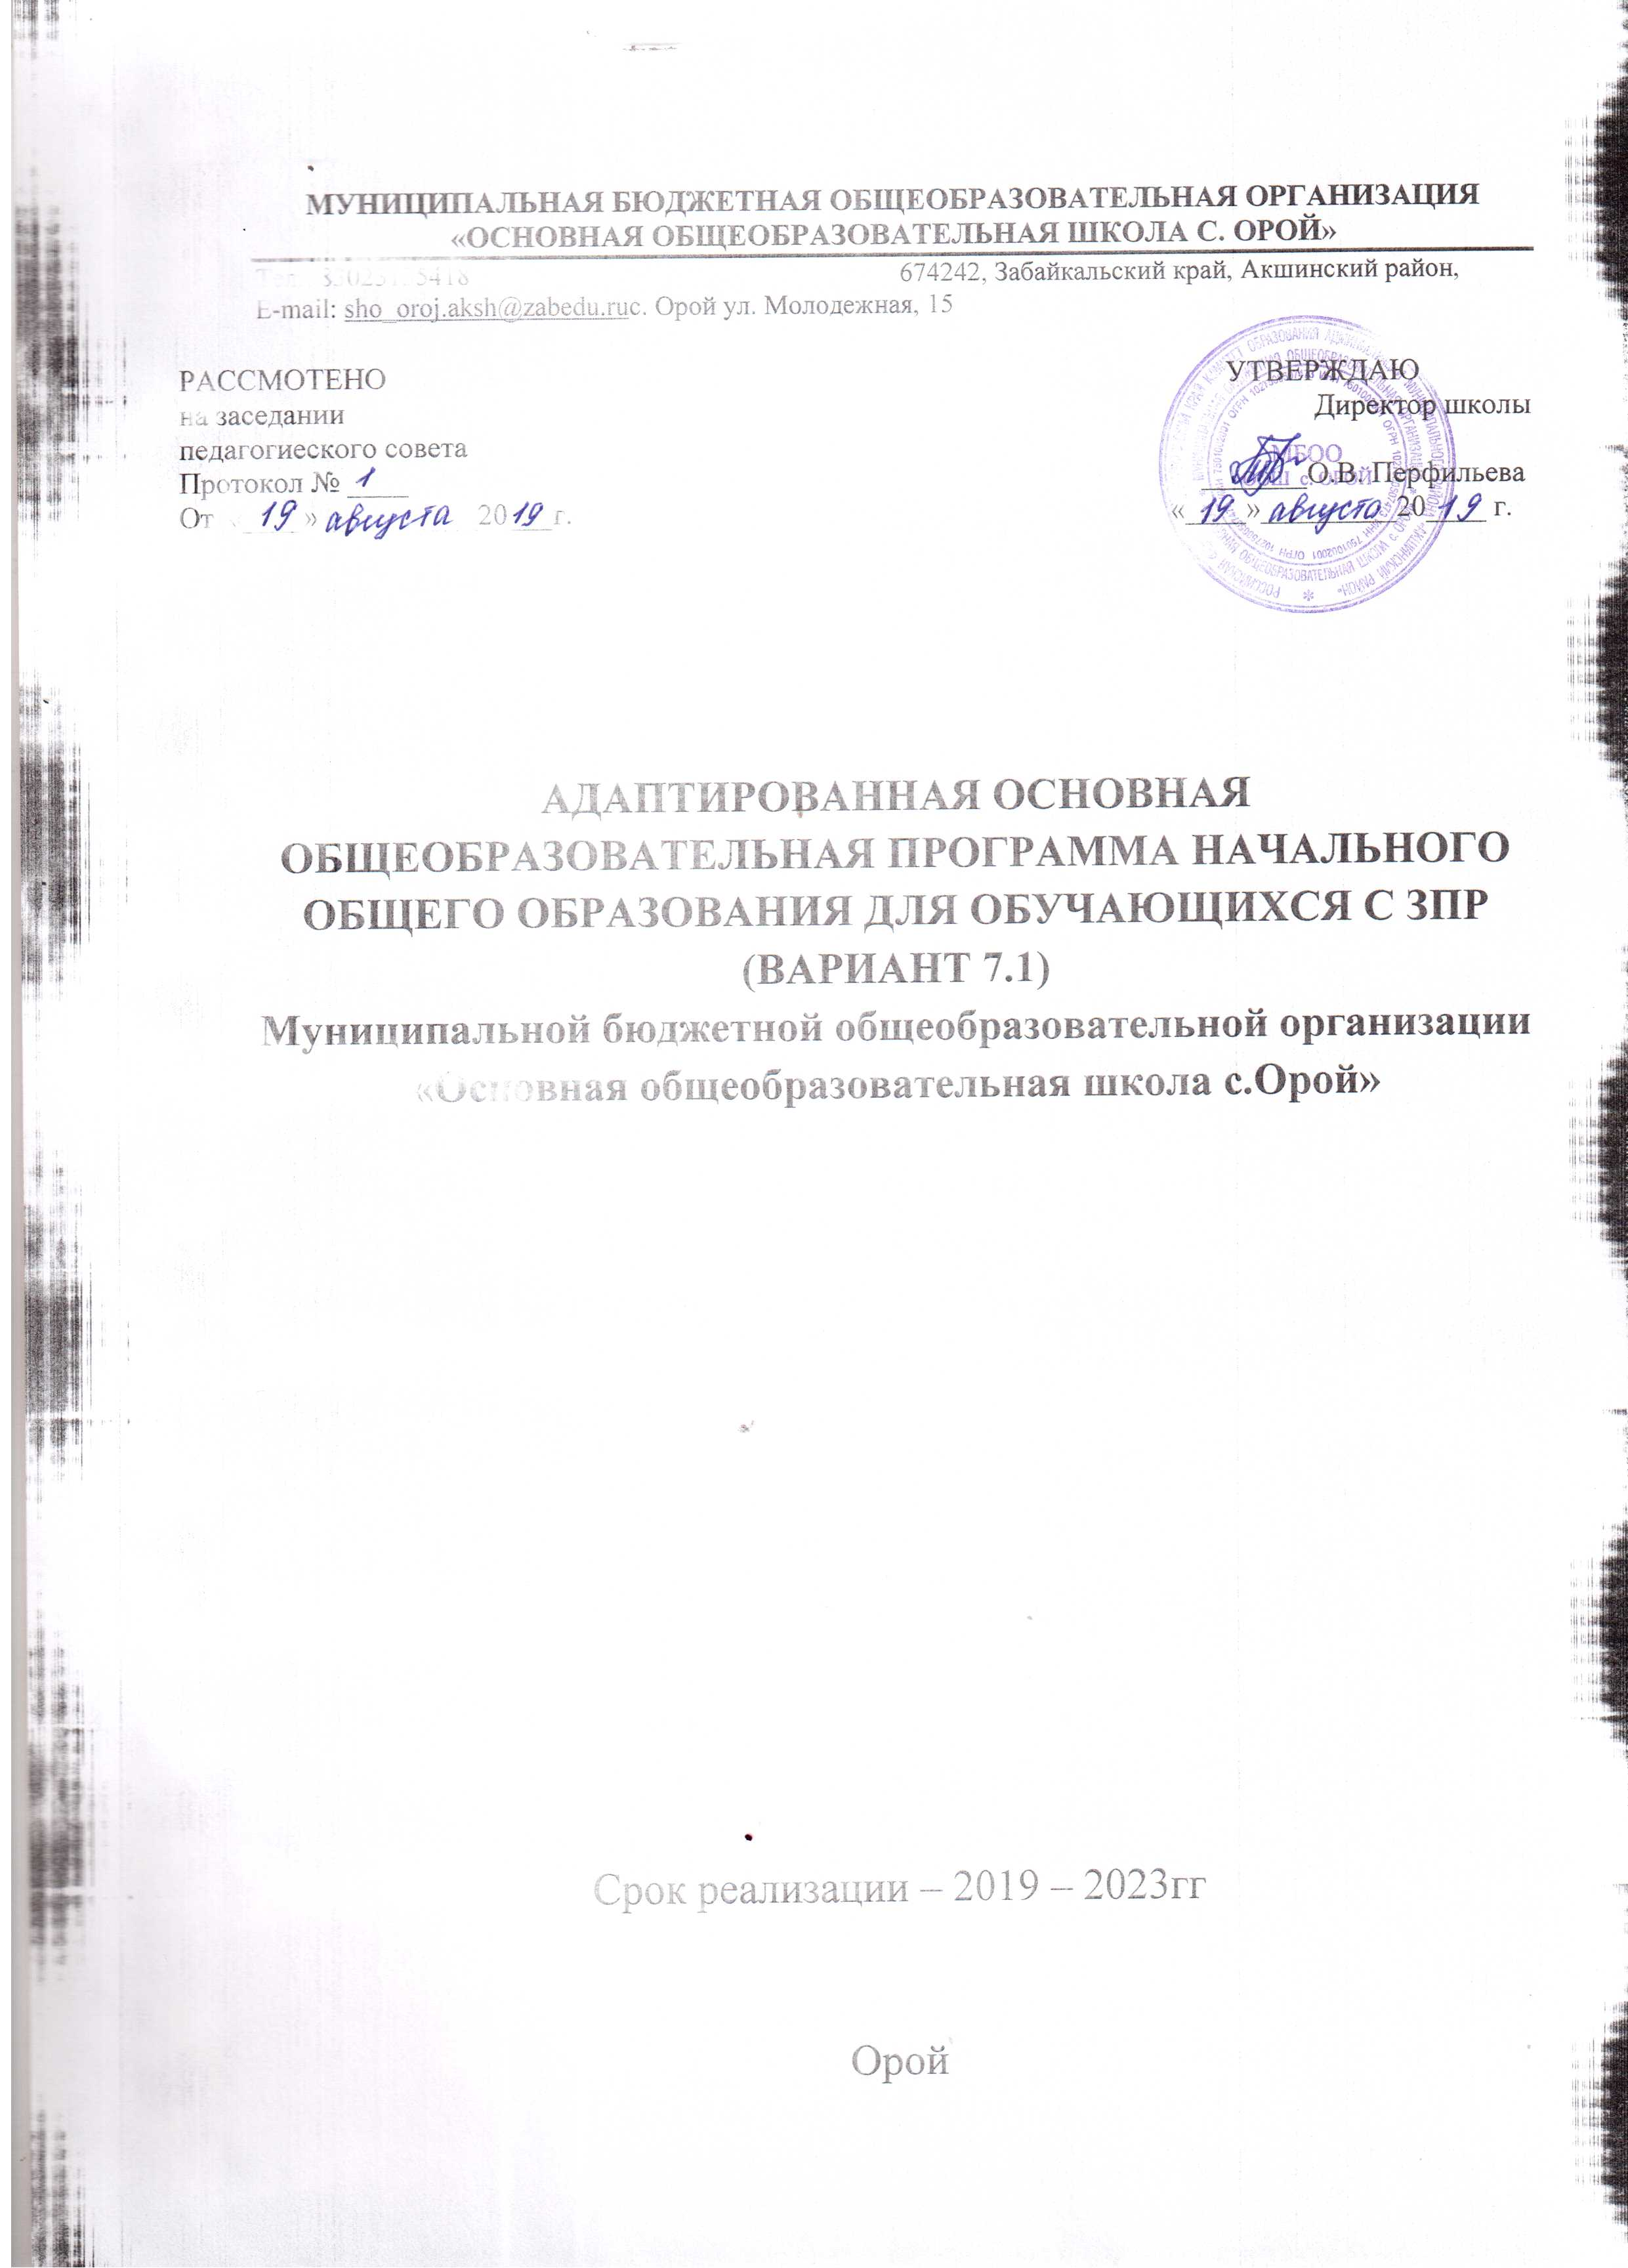 МУНИЦИПАЛЬНАЯ БЮДЖЕТНАЯ ОБЩЕОБРАЗОВАТЕЛЬНАЯ ОРГАНИЗАЦИЯ
«ОСНОВНАЯ ОБЩЕОБРАЗОВАТЕЛЬНАЯ ШКОЛА С. ОРОЙ»
674242, Забайкальский край, Акшинский район,
E-mail: sho_oroj.aksh@zabedu.ruс. Орой ул. Молодежная, 15
РАССМОТЕНО
на заседании
педагогиеского совета
Протокол № 1
От «19» августа 2019 г.
УТВЕРЖДАЮ
Директор школы
МБОО
с. ОРОЙ
О.В. Перфильева
«19» августа 2019 г.
АДАПТИРОВАННАЯ ОСНОВНАЯ
ОБЩЕОБРАЗОВАТЕЛЬНАЯ ПРОГРАММА НАЧАЛЬНОГО
ОБЩЕГО ОБРАЗОВАНИЯ ДЛЯ ОБУЧАЮЩИХСЯ С ЗПР
(ВАРИАНТ 7.1)
Муниципальной бюджетной общеобразовательной организации
«Основная общеобразовательная школа с.Орой»
Срок реализации – 2019 – 2023гг
Орой